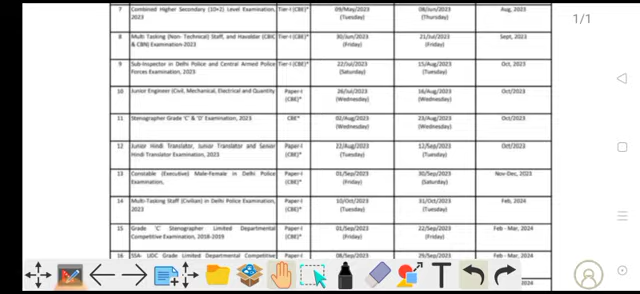 1/1
7 Combined Higher Secondary (10+2) Level Examination, Tier-I (CBE)* 09/May/2023 08/Jun/2023 Aug, 2023
2023 (Tuesday) (Thursday)
8 Multi Tasking (Non- Technical) Staff, and Havaldar (CBIC Tier-I (CBE)* 30/Jun/2023 21/Jul/2023 Sept, 2023
& CBN) Examination-2023 (Friday) (Friday)
9 Sub-Inspector in Delhi Police and Central Armed Police Tier-I (CBE)* 22/Jul/2023 15/Aug/2023 Oct, 2023
Forces Examination, 2023 (Saturday) (Tuesday)
10 Junior Engineer (Civil, Mechanical, Electrical and Quantity Paper-I 26/Jul/2023 16/Aug/2023 Oct/2023
(CBE)* (Wednesday) (Wednesday)
11 Stenographer Grade 'C' & 'D' Examination, 2023 CBE* 02/Aug/2023 23/Aug/2023 Oct/2023
(Wednesday) (Wednesday)
12 Junior Hindi Translator, Junior Translator and Senior Paper-I 22/Aug/2023 12/Sep/2023 Oct/2023
Hindi Translator Examination, 2023 (CBE)* (Tuesday) (Tuesday)
13 Constable (Executive) Male-Female in Delhi Police Paper-I 01/Sep/2023 30/Sep/2023 Nov-Dec, 2023
Examination, (CBE)* (Friday) (Saturday)
14 Multi-Tasking Staff (Civilian) in Delhi Police Examination, Paper-I 10/Oct/2023 31/Oct/2023 Feb, 2024
2023 (CBE)* (Tuesday) (Tuesday)
15 Grade 'C' Stenographer Limited Departmental Paper-I 01/Sep/2023 22/Sep/2023 Feb - Mar, 2024
Competitive Examination, 2018-2019 (CBE)* (Friday) (Friday)
16 SSA- UDC Grade Limited Departmental Competitive Paper-I 08/Sep/2023 29/Sep/2023 Feb - Mar, 2024
2024
T